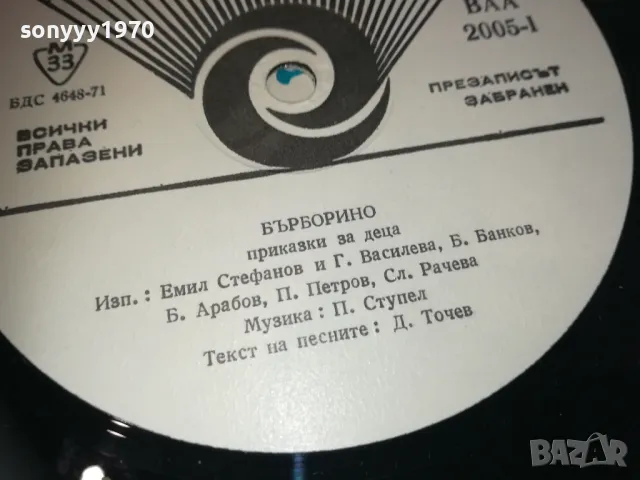 sonyyy1970
М
33
БДС 4648-71
ВСИЧКИ
ПРАВА
ЗАПАЗЕНИ
ВАА
2005-I
ПРЕЗАПИСЪТ
ЗАБРАНЕН
БЪРБОРИНО
приказки за деца
Изп.: Емил Стефанов и Г. Василева, Б. Банков,
Б. Арабов, П. Петров, Сл. Рачева
Музика: П. Ступел
Текст на песните: Д. Точев
BAZAR